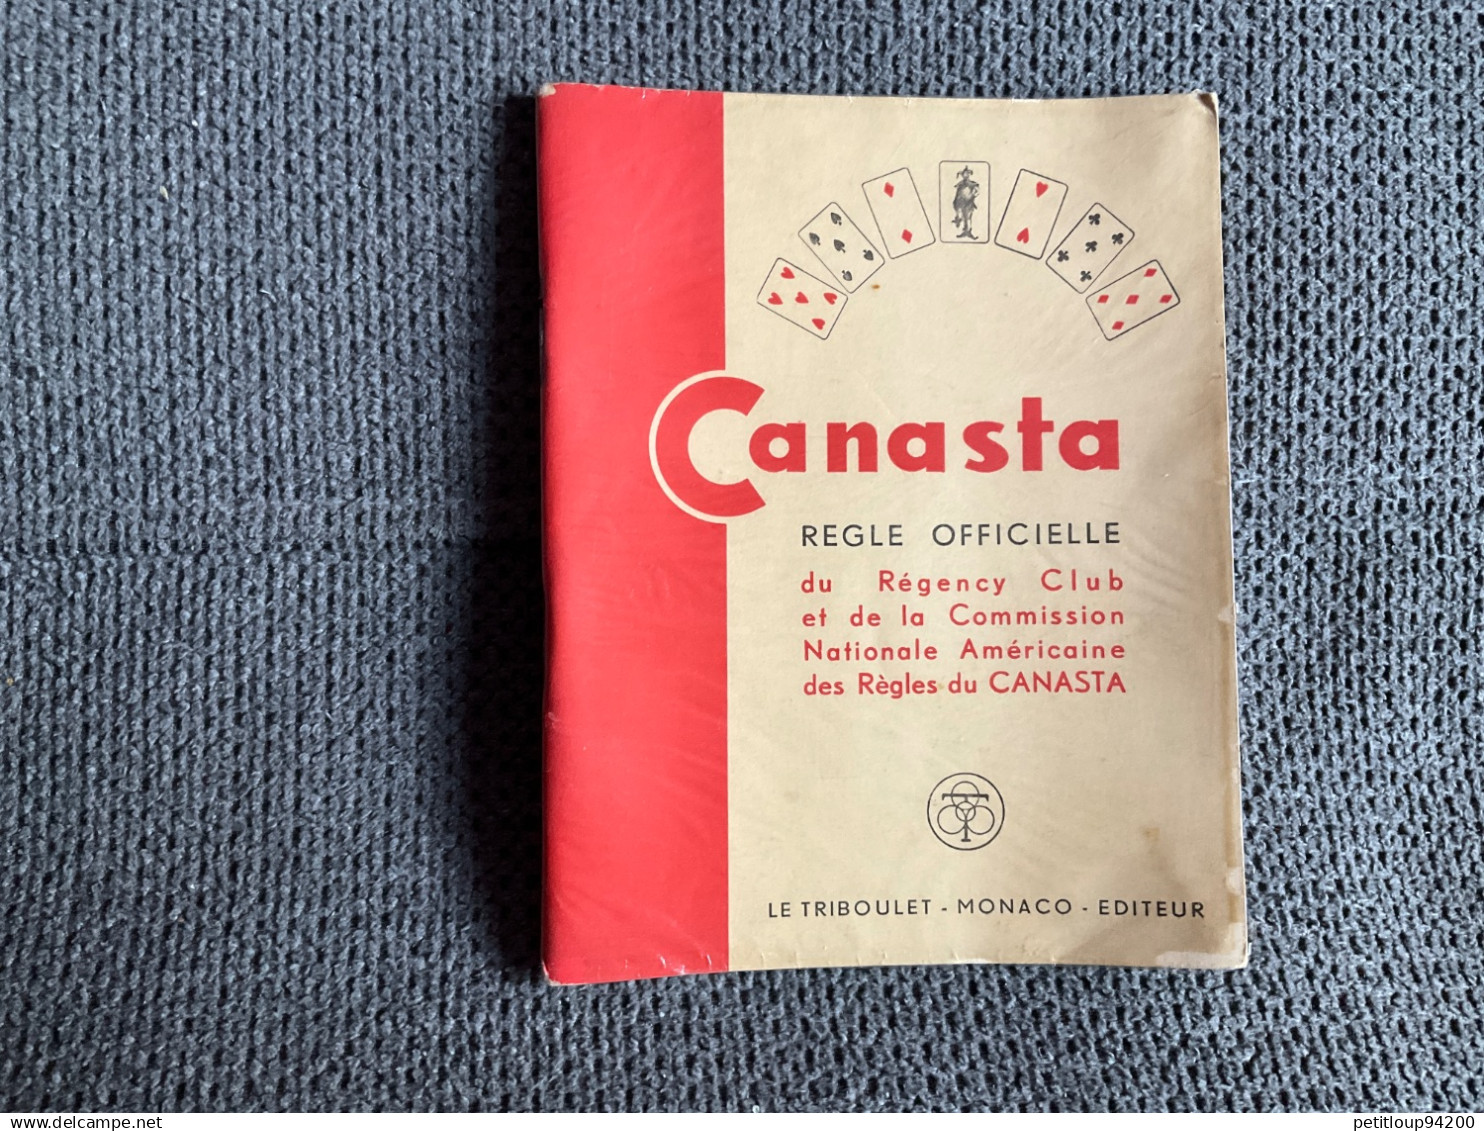 Canasta
REGLE OFFICIELLE
du Régency Club
et de la Commission
Nationale Américaine
des Règles du CANASTA
LE TRIBOULET - MONACO - EDITEUR
www.delcampe.net
petitloup94200